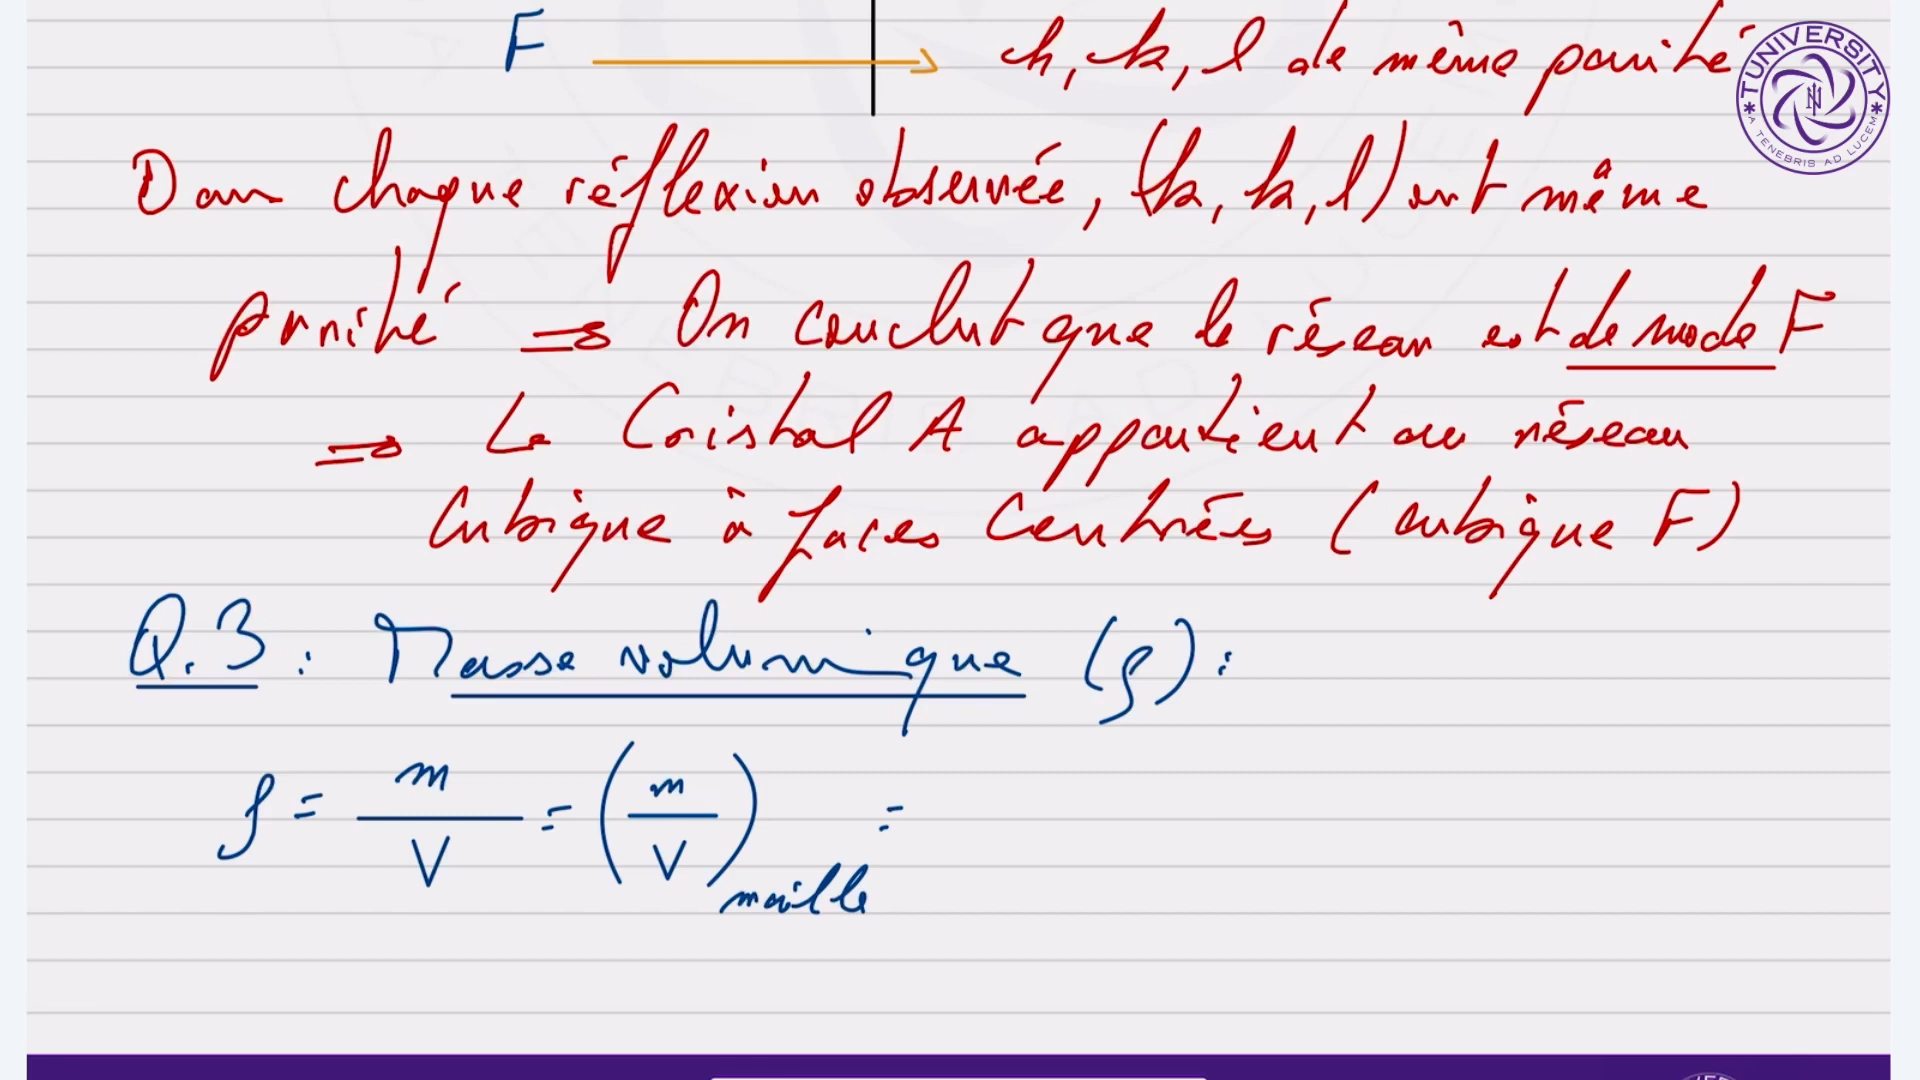 F → h, k, l de même parité
Dans chaque réflexion observée, (h, k, l) ont même
parité ⇒ On conclut que le réseau est de mode F
⇒ Le Cristal A appartient au réseau
Cubique à faces Centrées (cubique F)
Q.3 : Masse volumique (ρ) :
ρ = m / V = (m / V) maille =
TUNIVERSITY
A TENEBRIS AD LUCEM